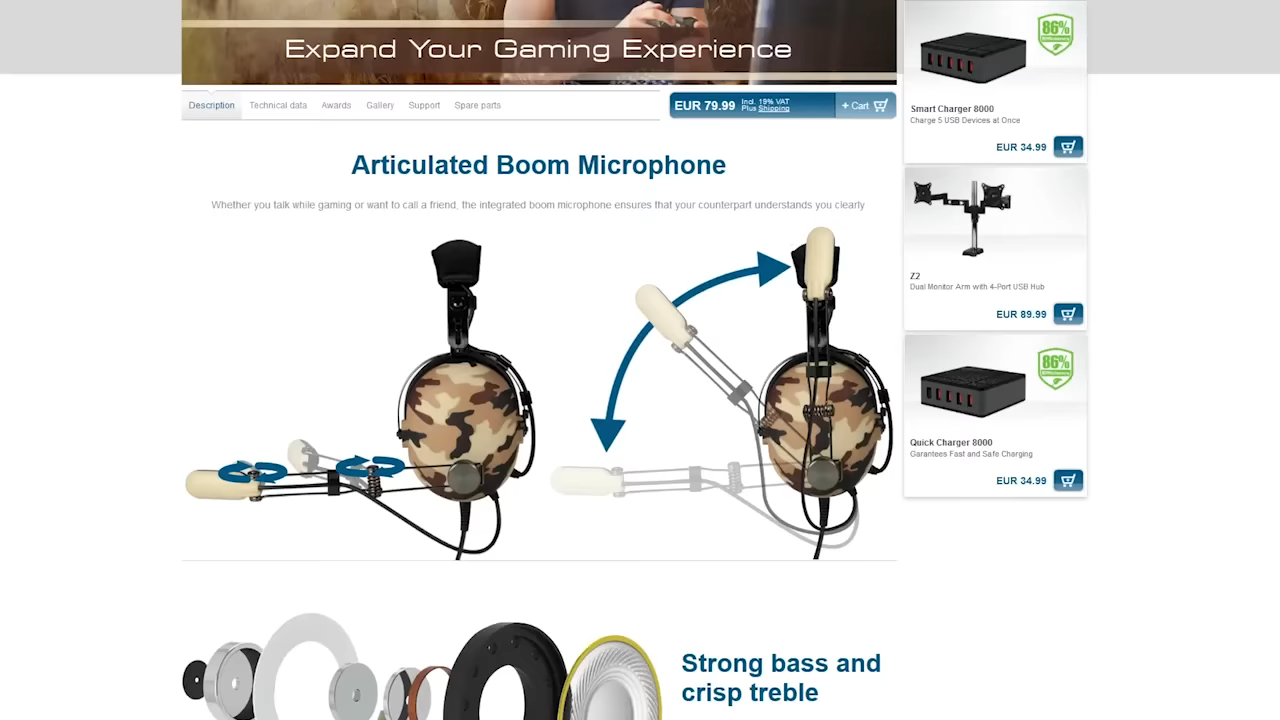 Expand Your Gaming Experience
Description
Technical data
Awards
Gallery
Support
Spare parts
EUR 79.99
Incl. 19% VAT
Plus Shipping
+ Cart
Articulated Boom Microphone
Whether you talk while gaming or want to call a friend, the integrated boom microphone ensures that your counterpart understands you clearly
Strong bass and
crisp treble
86%
Smart Charger 8000
Charge 5 USB Devices at Once
EUR 34.99
Z2
Dual Monitor Arm with 4-Port USB Hub
EUR 89.99
86%
Quick Charger 8000
Garantees Fast and Safe Charging
EUR 34.99